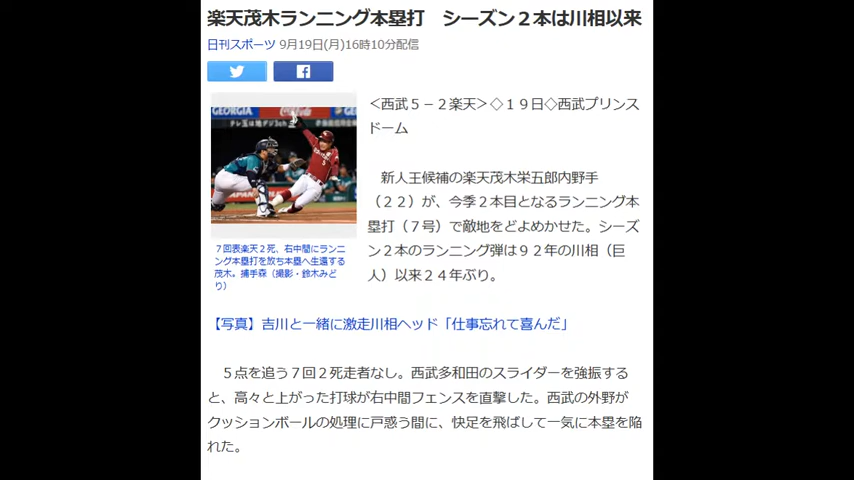 楽天茂木ランニング本塁打　シーズン２本は川相以来
日刊スポーツ 9月19日(月)16時10分配信
GEORGIA
Coca-Cola
テレ玉は地デジ3ch
＜西武５－２楽天＞◇１９日◇西武プリンス
ドーム
　新人王候補の楽天茂木栄五郎内野手
（２２）が、今季２本目となるランニング本
塁打（７号）で敵地をどよめかせた。シーズ
ン２本のランニング弾は９２年の川相（巨
人）以来２４年ぶり。
７回表楽天２死、右中間にランニ
ング本塁打を放ち本塁へ生還する
茂木。捕手森（撮影・鈴木みど
り）
【写真】吉川と一緒に激走川相ヘッド「仕事忘れて喜んだ」
　５点を追う７回２死走者なし。西武多和田のスライダーを強振する
と、高々と上がった打球が右中間フェンスを直撃した。西武の外野が
クッションボールの処理に戸惑う間に、快足を飛ばして一気に本塁を陥
れた。